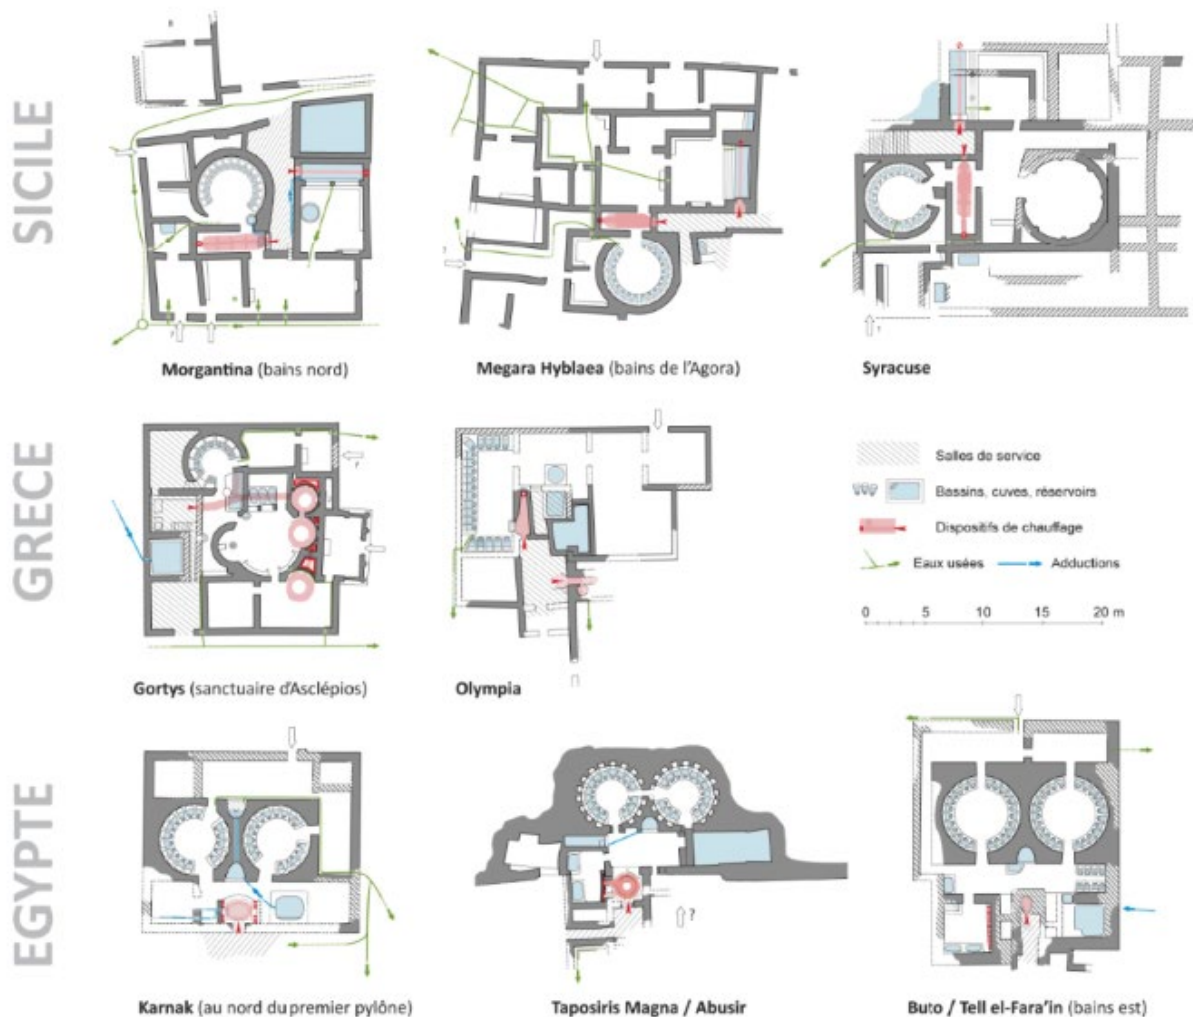 SICILE
Morgantina (bains nord)
Megara Hyblaea (bains de l'Agora)
Syracuse
GRECE
Gortys (sanctuaire d'Asclépios)
Olympia
Salles de service
Bassins, cuves, réservoirs
Dispositifs de chauffage
Eaux usées
Adductions
0 5 10 15 20 m
EGYPTE
?
Karnak (au nord du premier pylône)
Taposiris Magna / Abusir
Buto / Tell el-Fara'in (bains est)